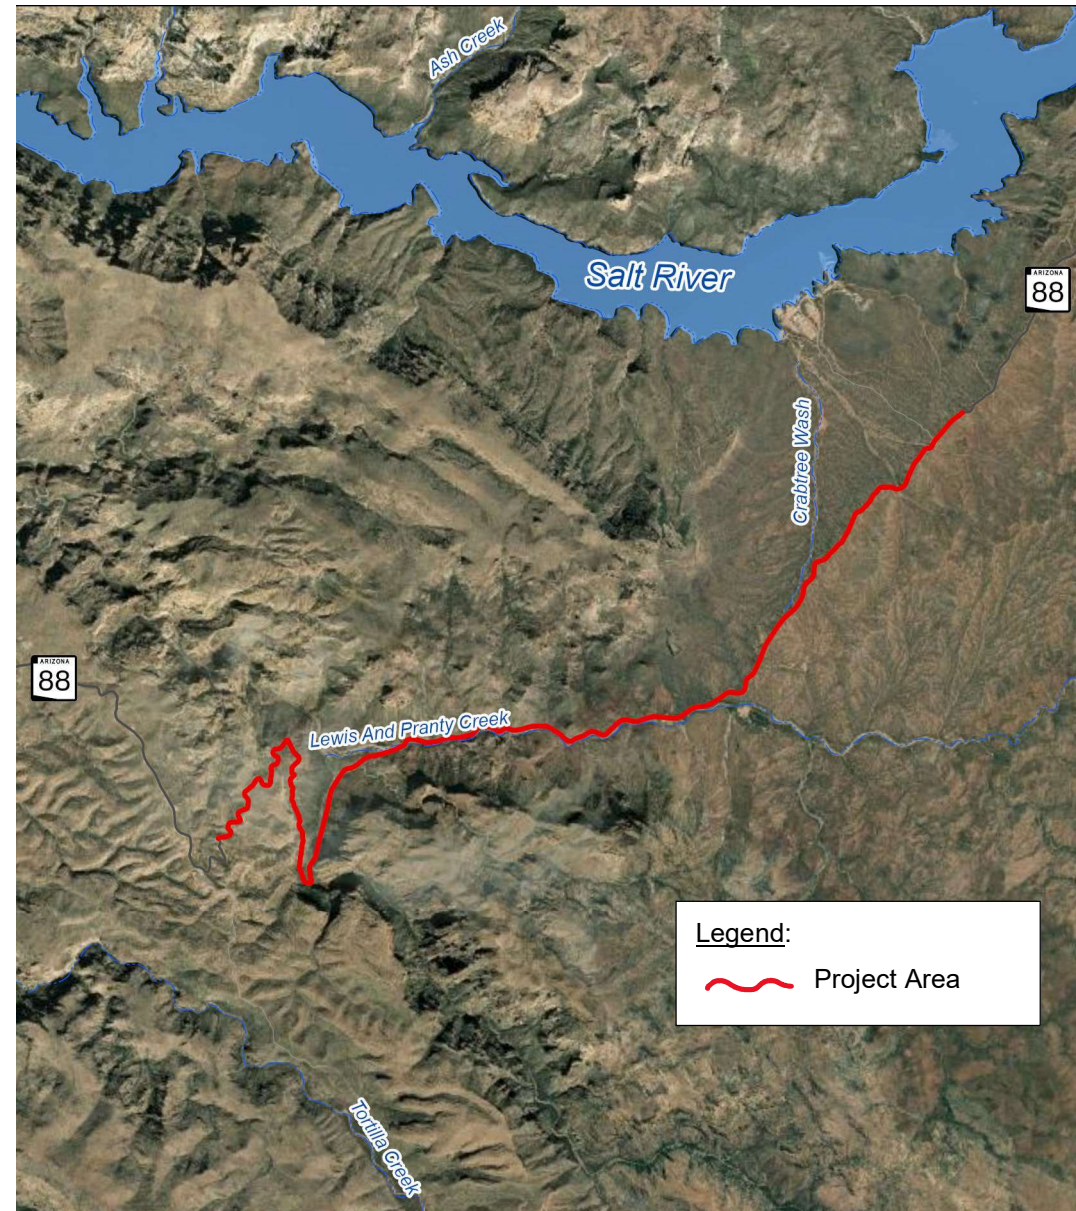 Ash Creek
Salt River
ARIZONA
88
Crabtree Wash
ARIZONA
88
Lewis And Pranty Creek
Legend:
Project Area
Tortilla Creek